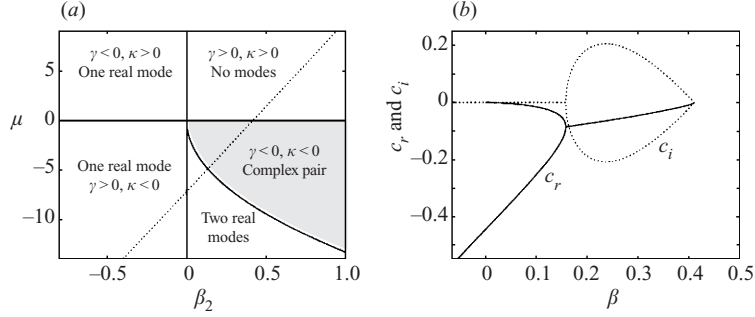 (a)
γ < 0, κ > 0
One real mode
γ > 0, κ > 0
No modes
5
μ 0
−5
−10
One real mode
γ > 0, κ < 0
γ < 0, κ < 0
Complex pair
Two real
modes
−0.5 0 0.5 1.0
β₂
(b)
0.2
0
−0.2
−0.4
c_r and c_i
c_i
c_r
0 0.1 0.2 0.3 0.4 0.5
β